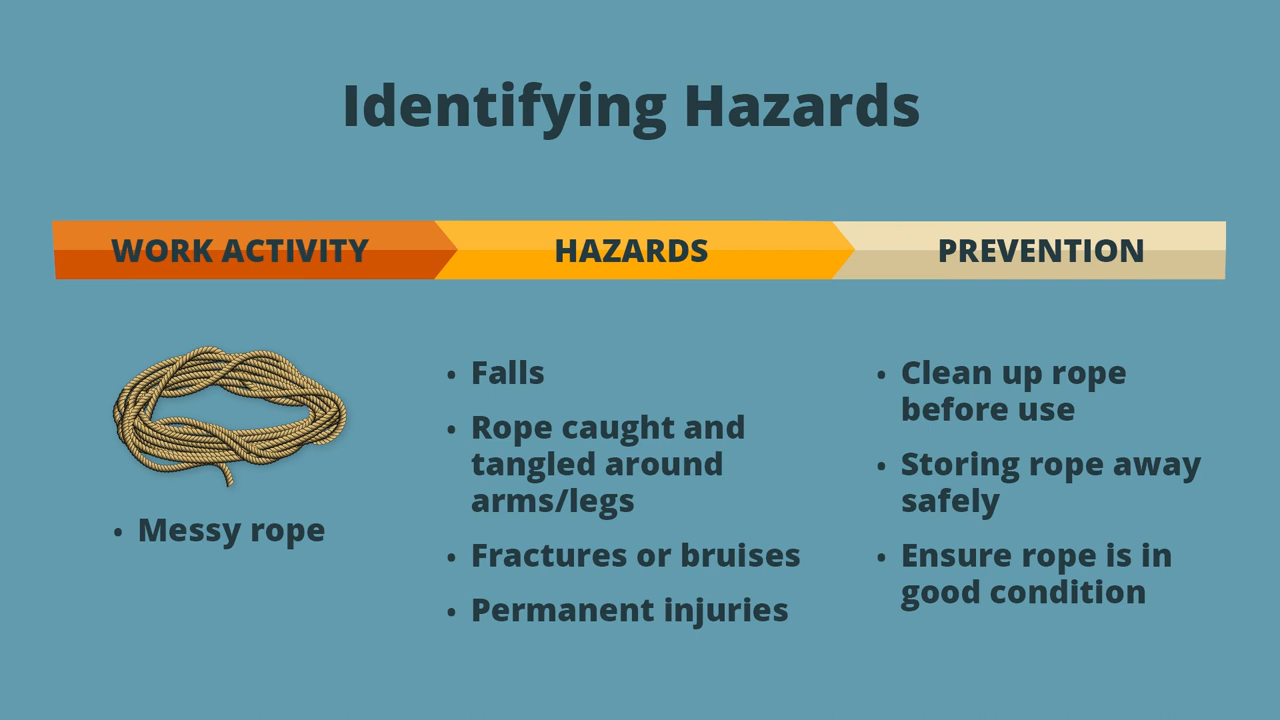 Identifying Hazards
WORK ACTIVITY
HAZARDS
PREVENTION
• Messy rope
• Falls
• Rope caught and
tangled around
arms/legs
• Fractures or bruises
• Permanent injuries
• Clean up rope
before use
• Storing rope away
safely
• Ensure rope is in
good condition